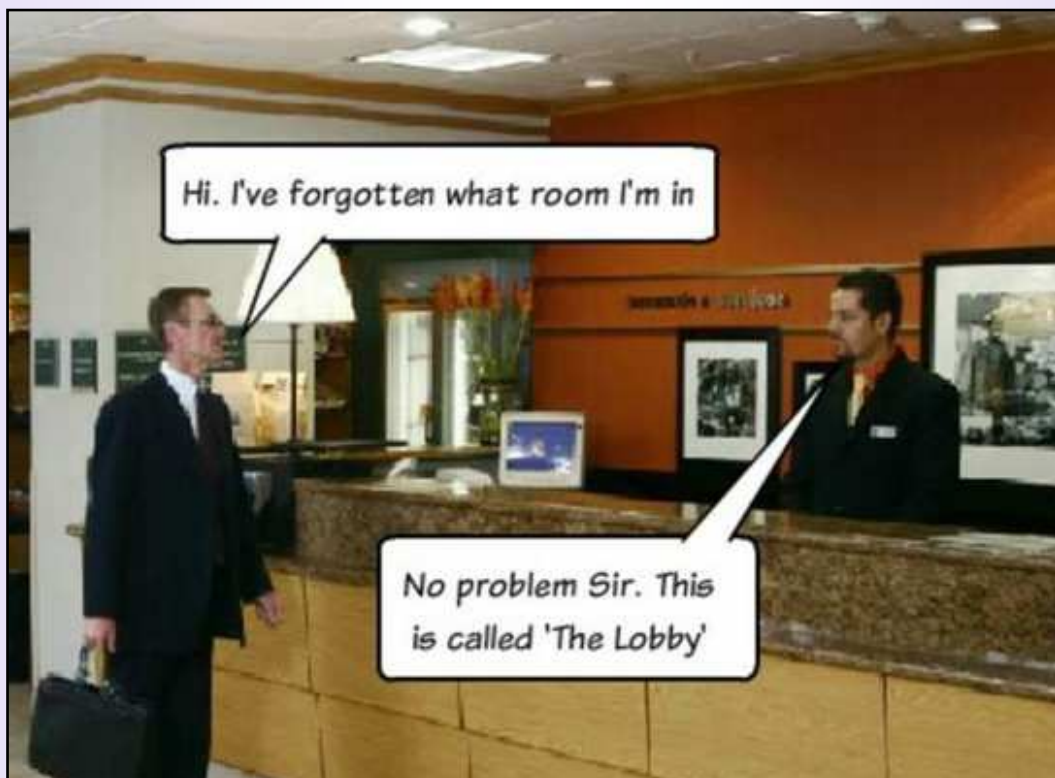 Hi. I've forgotten what room I'm in
No problem Sir. This
is called 'The Lobby'